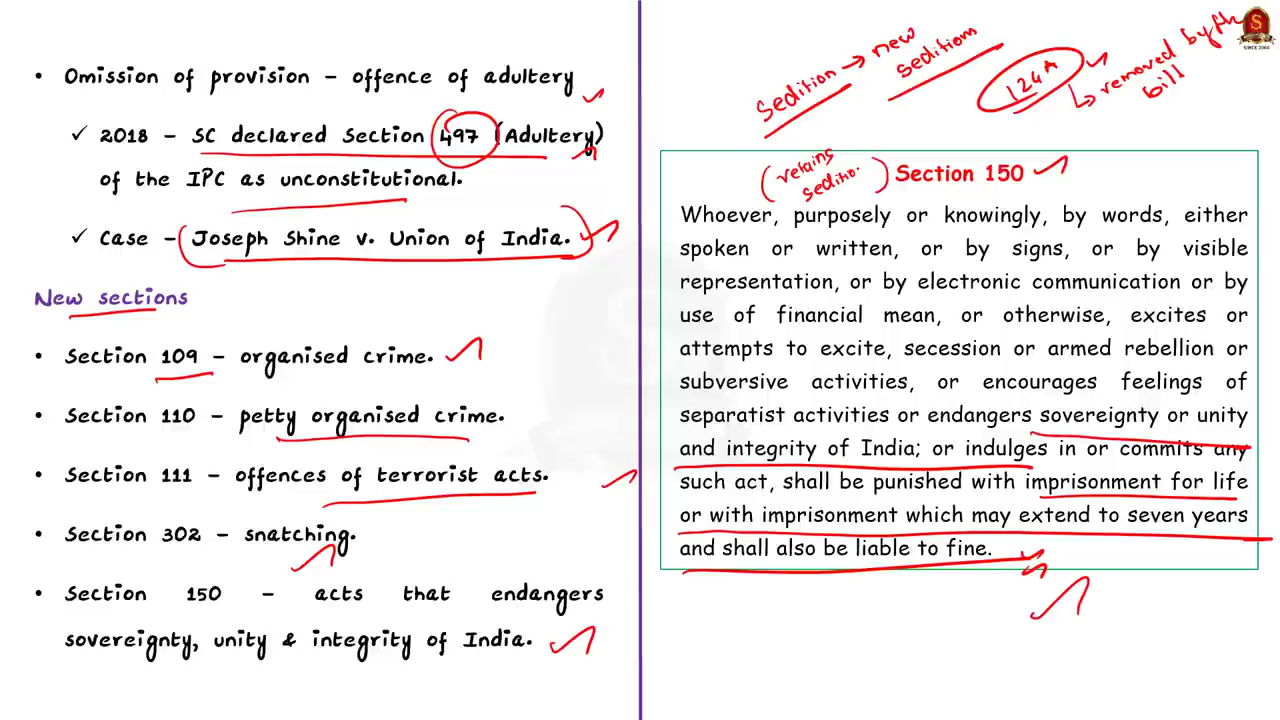 • Omission of provision – offence of adultery
✓ 2018 – SC declared Section 497 (Adultery)
of the IPC as unconstitutional.
✓ Case – Joseph Shine v. Union of India.
New sections
• Section 109 – organised crime.
• Section 110 – petty organised crime.
• Section 111 – offences of terrorist acts.
• Section 302 – snatching.
• Section 150 – acts that endangers
sovereignty, unity & integrity of India.
Sedition → new
sedition
124A
removed by
bill
(retains
seditio.)
Section 150
Whoever, purposely or knowingly, by words, either
spoken or written, or by signs, or by visible
representation, or by electronic communication or by
use of financial mean, or otherwise, excites or
attempts to excite, secession or armed rebellion or
subversive activities, or encourages feelings of
separatist activities or endangers sovereignty or unity
and integrity of India; or indulges in or commits any
such act, shall be punished with imprisonment for life
or with imprisonment which may extend to seven years
and shall also be liable to fine.
S
SINCE 2004